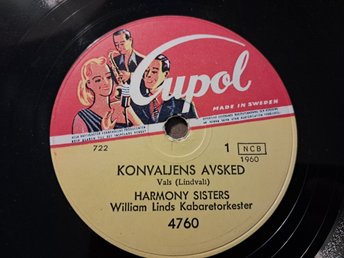 Cupol
MADE IN SWEDEN
722
1
NCB
1960
KONVALJENS AVSKED
Vals (Lindvall)
HARMONY SISTERS
William Linds Kabaretorkester
4760